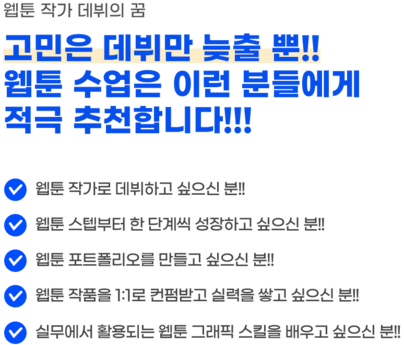 웹툰 작가 데뷔의 꿈
고민은 데뷔만 늦출 뿐!!
웹툰 수업은 이런 분들에게
적극 추천합니다!!!
웹툰 작가로 데뷔하고 싶으신 분!!
웹툰 스텝부터 한 단계씩 성장하고 싶으신 분!!
웹툰 포트폴리오를 만들고 싶으신 분!!
웹툰 작품을 1:1로 컨펌받고 실력을 쌓고 싶으신 분!!
실무에서 활용되는 웹툰 그래픽 스킬을 배우고 싶으신 분!!